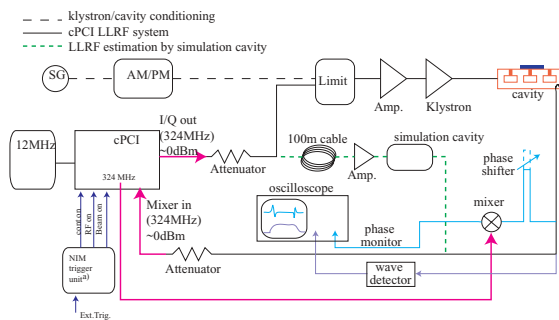 klystron/cavity conditioning
cPCI LLRF system
LLRF estimation by simulation cavity
SG
AM/PM
Limit
Amp.
Klystron
cavity
12MHz
cPCI
324 MHz
I/Q out
(324MHz)
~0dBm
Attenuator
100m cable
Amp.
simulation cavity
phase
shifter
Mixer in
(324MHz)
~0dBm
oscilloscope
phase
monitor
mixer
cont on
RF on
Beam on
Attenuator
wave
detector
NIM
trigger
unit a)
Ext.Trig.